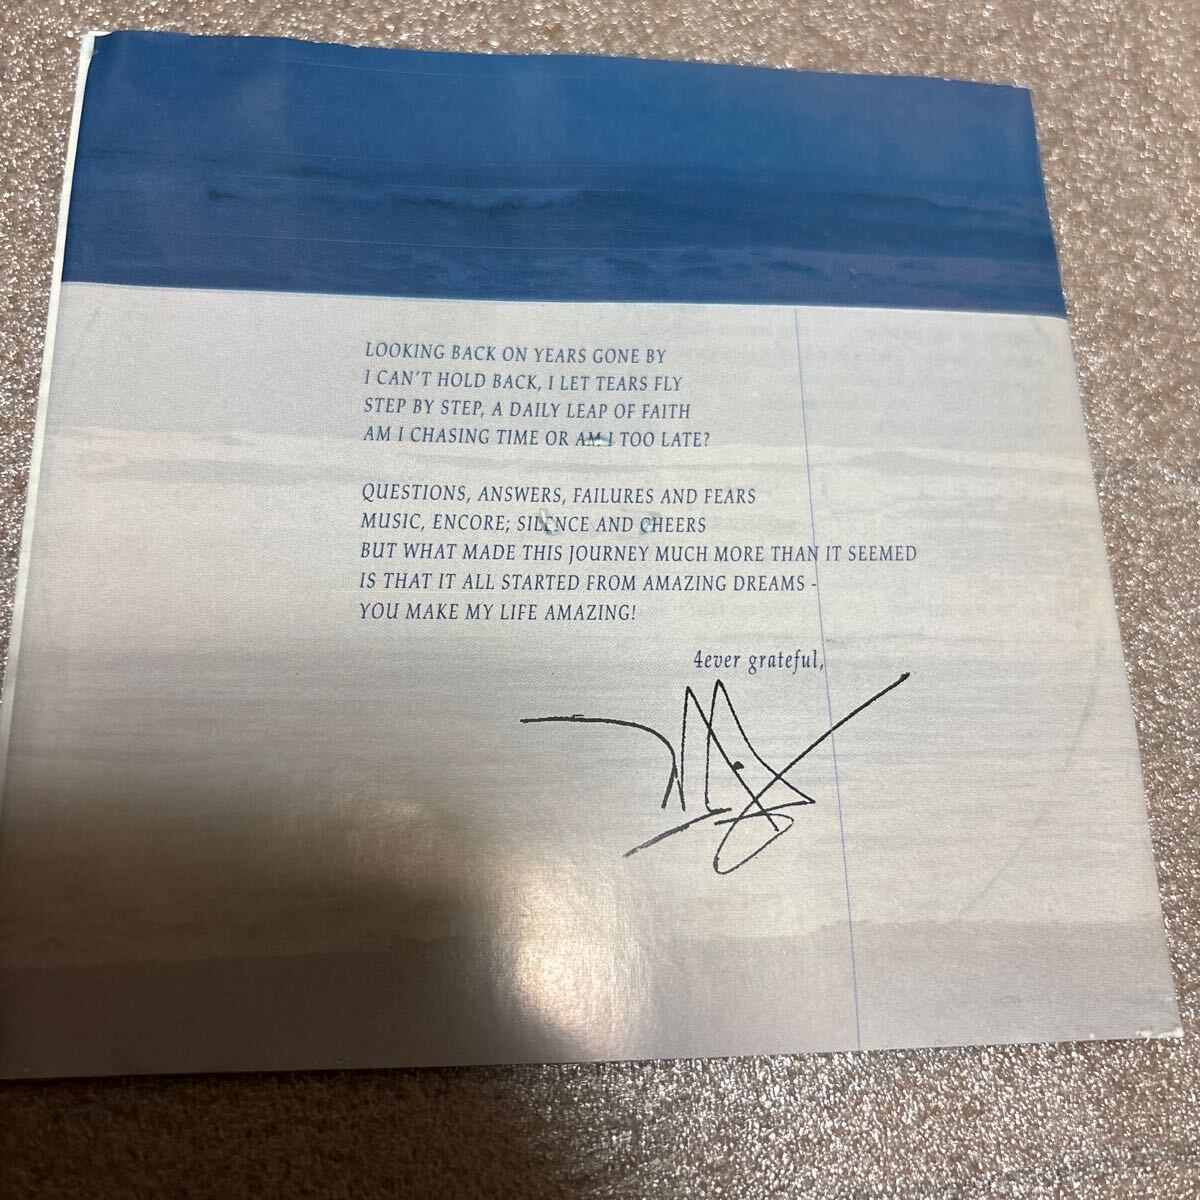 LOOKING BACK ON YEARS GONE BY
I CAN'T HOLD BACK, I LET TEARS FLY
STEP BY STEP, A DAILY LEAP OF FAITH
AM I CHASING TIME OR AM I TOO LATE?
QUESTIONS, ANSWERS, FAILURES AND FEARS
MUSIC, ENCORE; SILENCE AND CHEERS
BUT WHAT MADE THIS JOURNEY MUCH MORE THAN IT SEEMED
IS THAT IT ALL STARTED FROM AMAZING DREAMS -
YOU MAKE MY LIFE AMAZING!
4ever grateful,